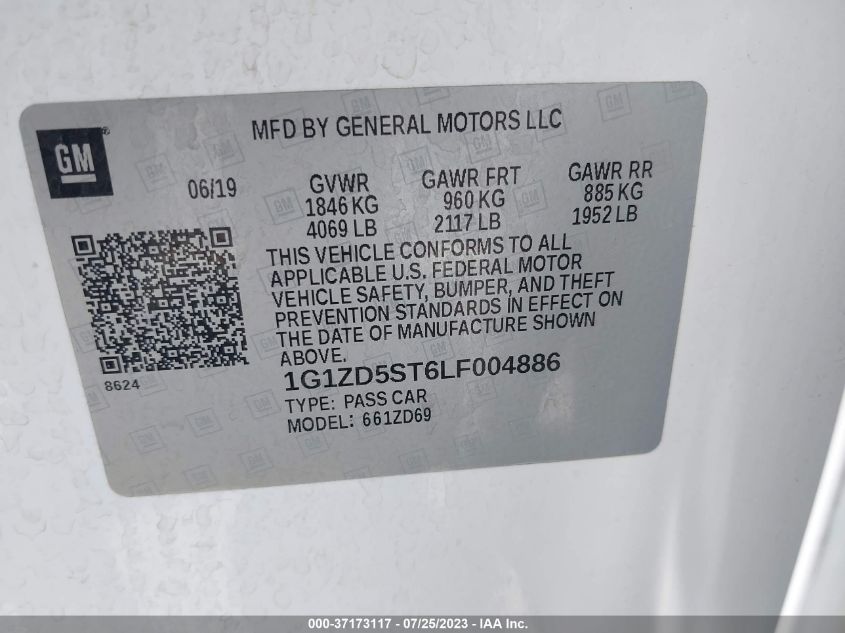 MFD BY GENERAL MOTORS LLC
GM®
06/19
GVWR
1846 KG
4069 LB
GAWR FRT
960 KG
2117 LB
GAWR RR
885 KG
1952 LB
THIS VEHICLE CONFORMS TO ALL
APPLICABLE U.S. FEDERAL MOTOR
VEHICLE SAFETY, BUMPER, AND THEFT
PREVENTION STANDARDS IN EFFECT ON
THE DATE OF MANUFACTURE SHOWN
ABOVE.
8624
1G1ZD5ST6LF004886
TYPE: PASS CAR
MODEL: 661ZD69
000-37173117 - 07/25/2023 - IAA Inc.